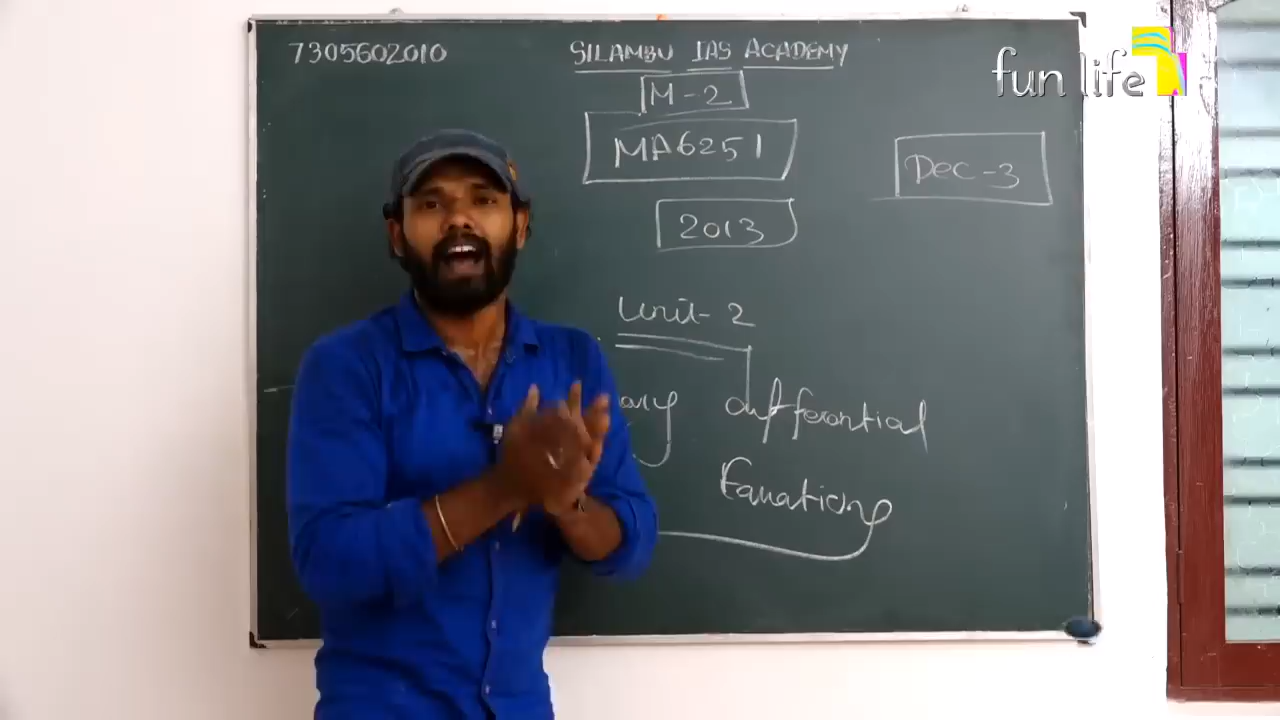 7305602010
SILAMBU IAS ACADEMY
fun life
M-2
MA6251
Dec-3
2013
Unit-2
differential
Equations